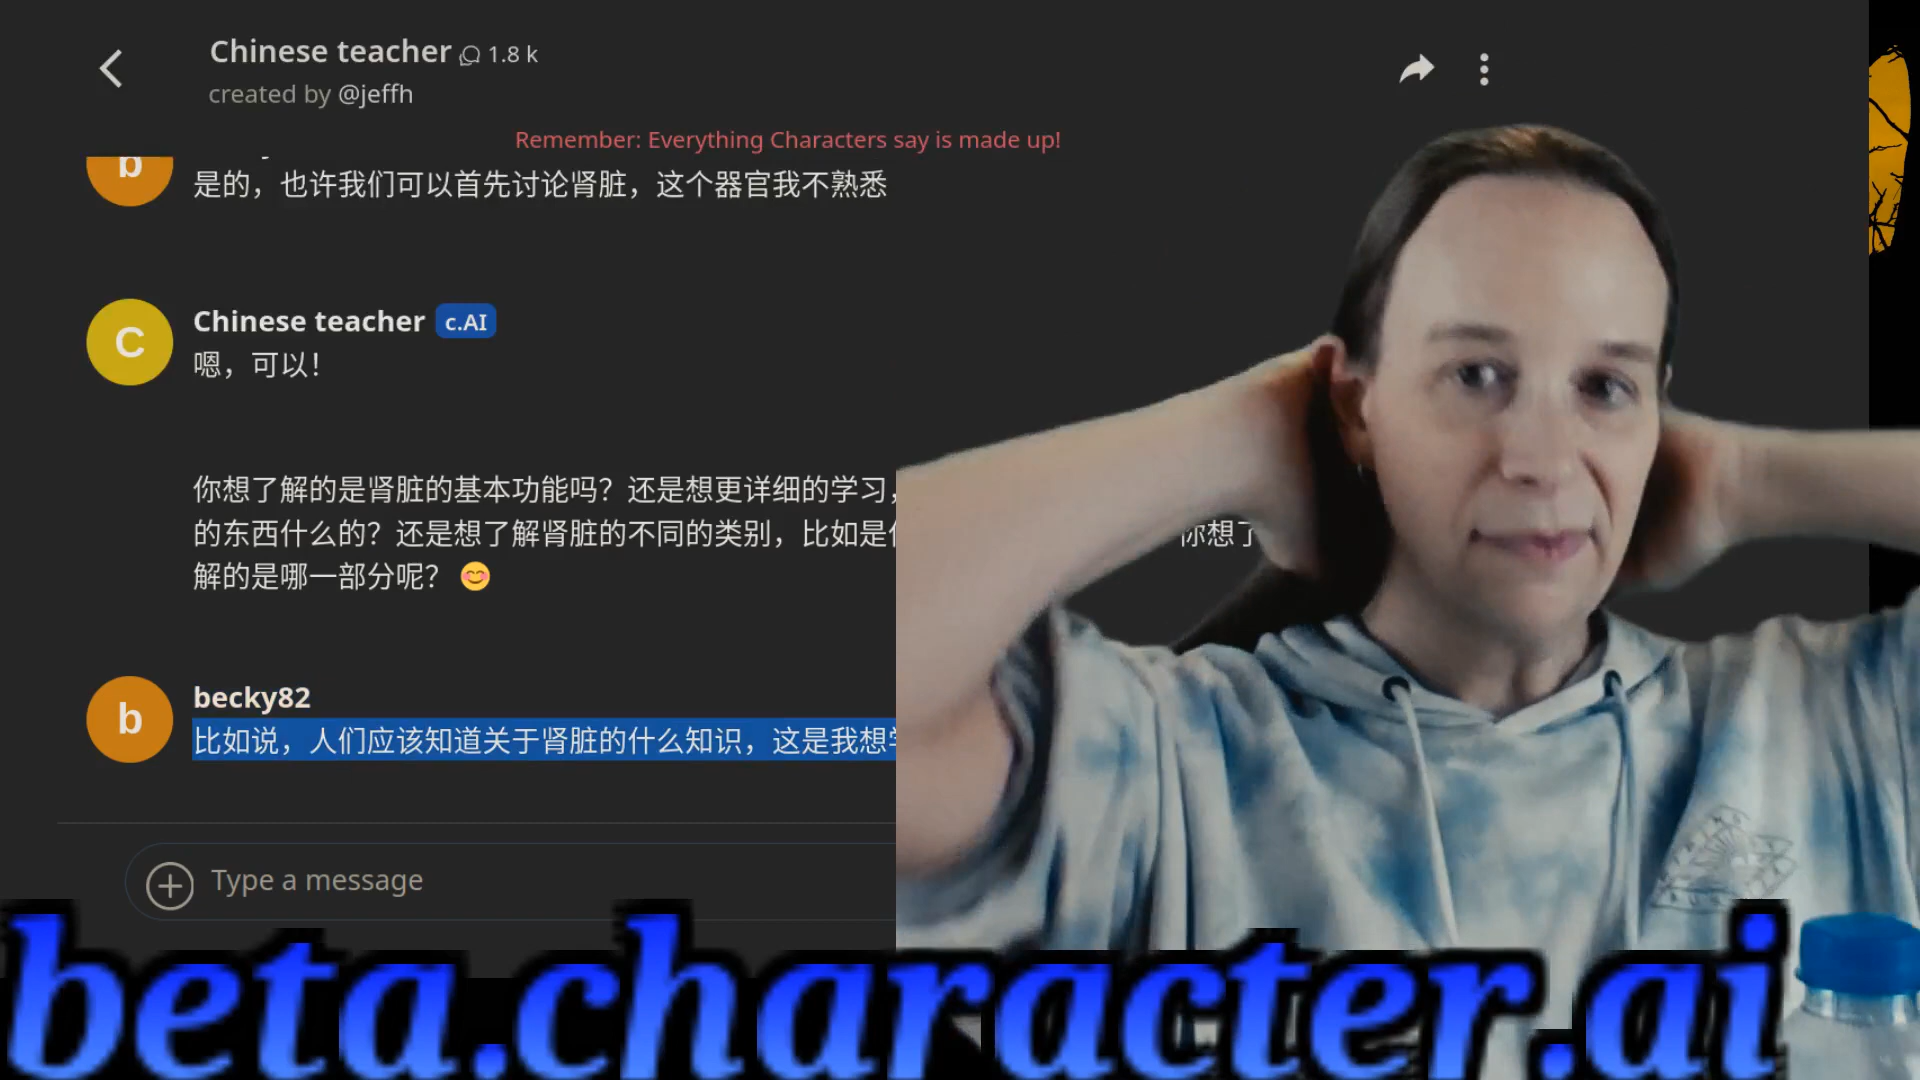 Chinese teacher 1.8 k
created by @jeffh
Remember: Everything Characters say is made up!
b
是的，也许我们可以首先讨论肾脏，这个器官我不熟悉
C
Chinese teacher c.AI
嗯，可以！
你想了解的是肾脏的基本功能吗？还是想更详细的学习，
的东西什么的？还是想了解肾脏的不同的类别，比如是 你想了
解的是哪一部分呢？ 😊
b
becky82
比如说，人们应该知道关于肾脏的什么知识，这是我想
Type a message
beta.character.ai